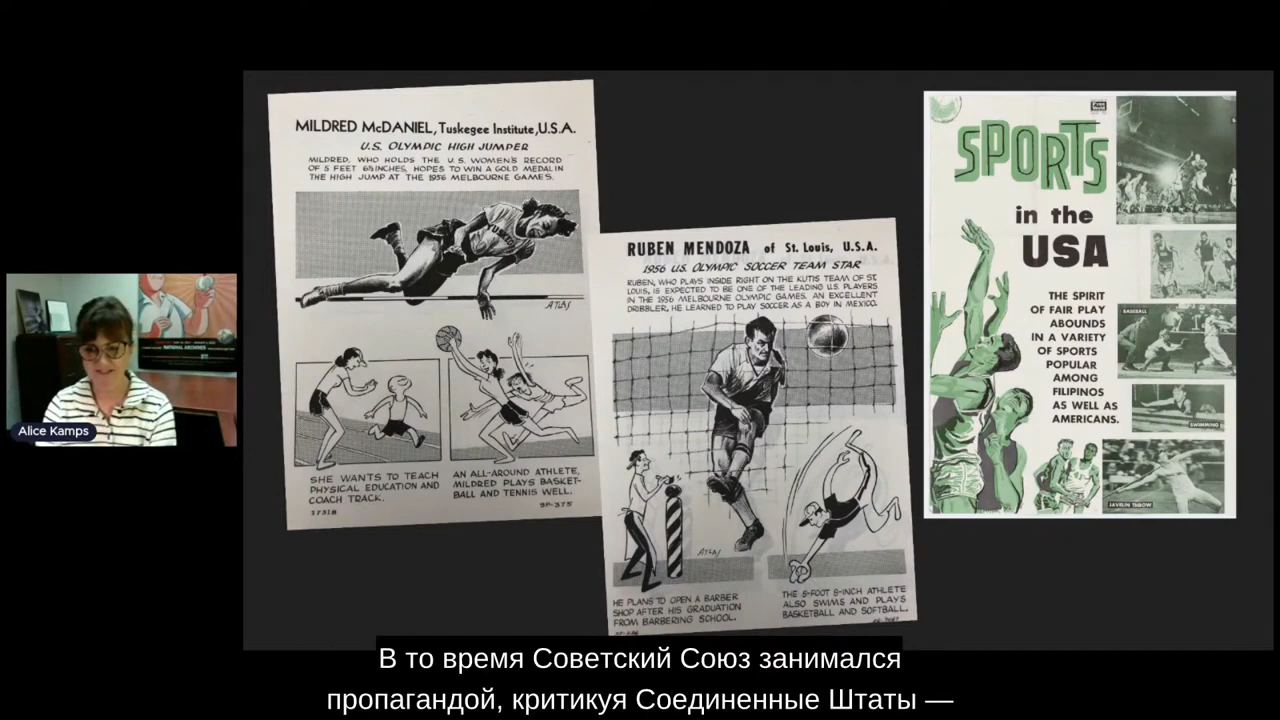 MILDRED McDANIEL, Tuskegee Institute, U.S.A.
U.S. OLYMPIC HIGH JUMPER
MILDRED, WHO HOLDS THE U.S. WOMEN'S RECORD
OF 5 FEET 6½ INCHES, HOPES TO WIN A GOLD MEDAL IN
THE HIGH JUMP AT THE 1956 MELBOURNE GAMES.
ATLAS
SHE WANTS TO TEACH
PHYSICAL EDUCATION AND
COACH TRACK.
AN ALL-AROUND ATHLETE,
MILDRED PLAYS BASKET-
BALL AND TENNIS WELL.
RUBEN MENDOZA of St. Louis, U.S.A.
1956 U.S. OLYMPIC SOCCER TEAM STAR
RUBEN, WHO PLAYS INSIDE RIGHT ON THE KUTIS TEAM OF ST.
LOUIS, IS EXPECTED TO BE ONE OF THE LEADING U.S. PLAYERS
IN THE 1956 MELBOURNE OLYMPIC GAMES. AN EXCELLENT
DRIBBLER, HE LEARNED TO PLAY SOCCER AS A BOY IN MEXICO.
ATLAS
HE PLANS TO OPEN A BARBER
SHOP AFTER HIS GRADUATION
FROM BARBERING SCHOOL.
THE 5-FOOT 8-INCH ATHLETE
ALSO SWIMS AND PLAYS
BASKETBALL AND SOFTBALL.
SPORTS
in the
USA
THE SPIRIT
OF FAIR PLAY
ABOUNDS
IN A VARIETY
OF SPORTS
POPULAR
AMONG
FILIPINOS
AS WELL AS
AMERICANS.
BASEBALL
SWIMMING
JAVELIN THROW
NATIONAL ARCHIVES
Alice Kamps
В то время Советский Союз занимался
пропагандой, критикуя Соединенные Штаты —